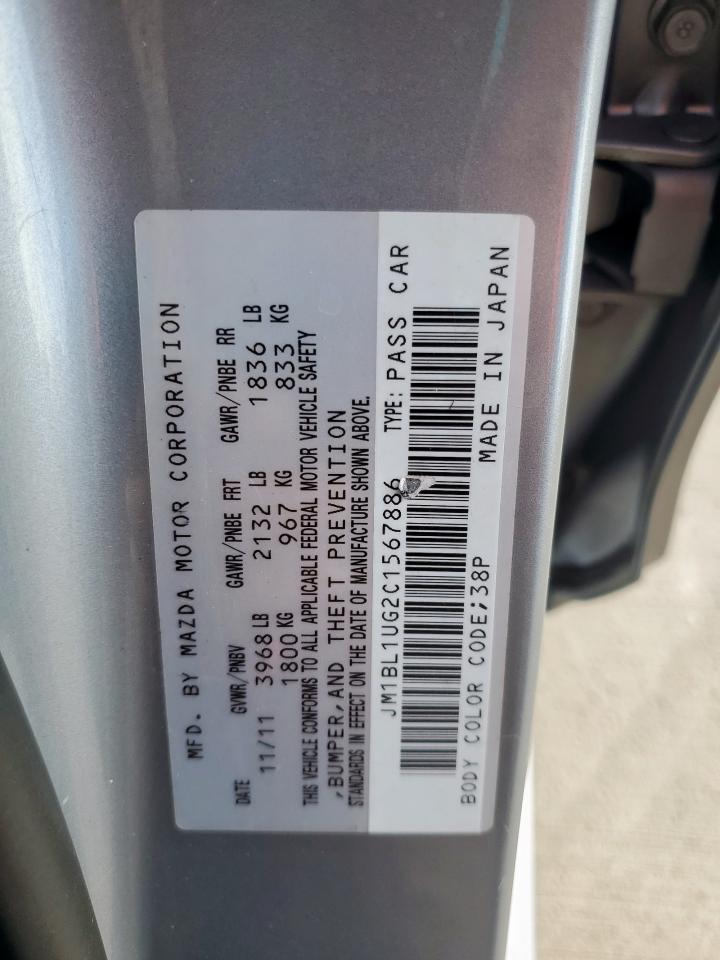 MFD. BY MAZDA MOTOR CORPORATION
DATE GVWR/PNBV GAWR/PNBE FRT GAWR/PNBE RR
11/11 3968 LB 2132 LB 1836 LB
1800 KG 967 KG 833 KG
THIS VEHICLE CONFORMS TO ALL APPLICABLE FEDERAL MOTOR VEHICLE SAFETY
,BUMPER,AND THEFT PREVENTION
STANDARDS IN EFFECT ON THE DATE OF MANUFACTURE SHOWN ABOVE.
JM1BL1UG2C1567886 TYPE: PASS CAR
BODY COLOR CODE;38P MADE IN JAPAN
8